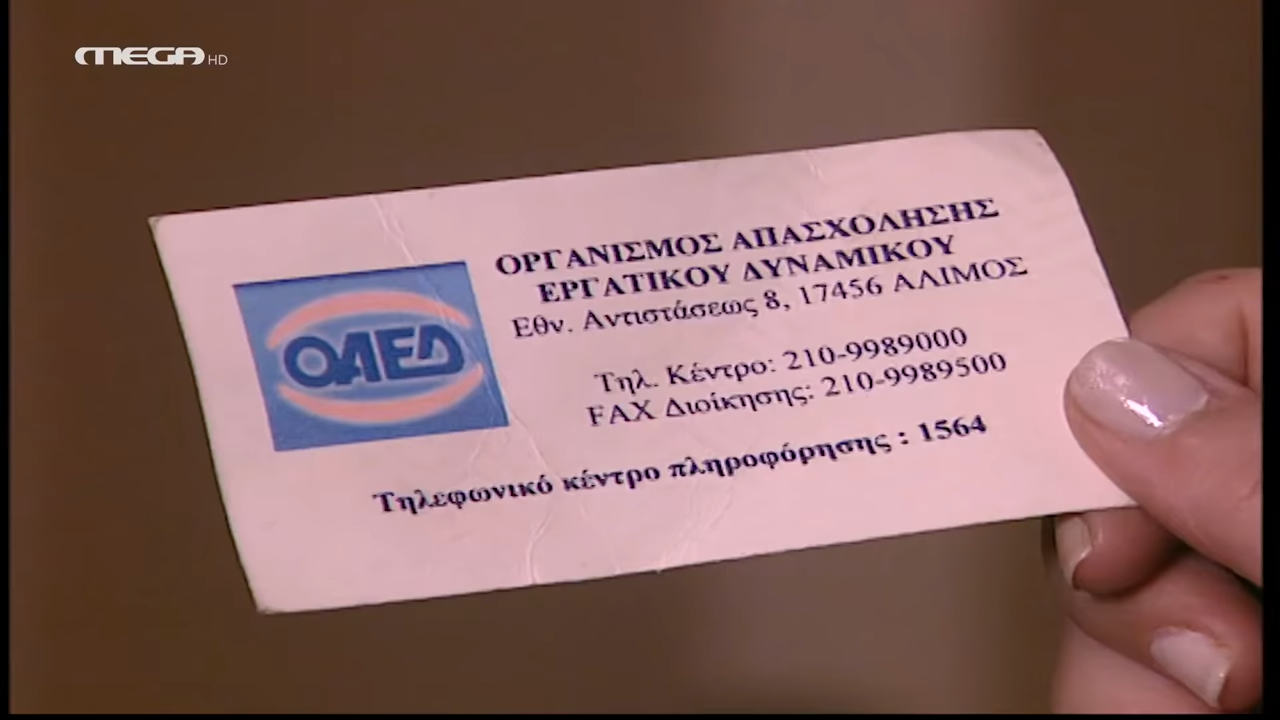 MEGA HD
ΟΡΓΑΝΙΣΜΟΣ ΑΠΑΣΧΟΛΗΣΗΣ
ΕΡΓΑΤΙΚΟΥ ΔΥΝΑΜΙΚΟΥ
Εθν. Αντιστάσεως 8, 17456 ΑΛΙΜΟΣ
ΟΑΕΔ
Τηλ. Κέντρο: 210-9989000
FAX Διοίκησης: 210-9989500
Τηλεφωνικό κέντρο πληροφόρησης : 1564